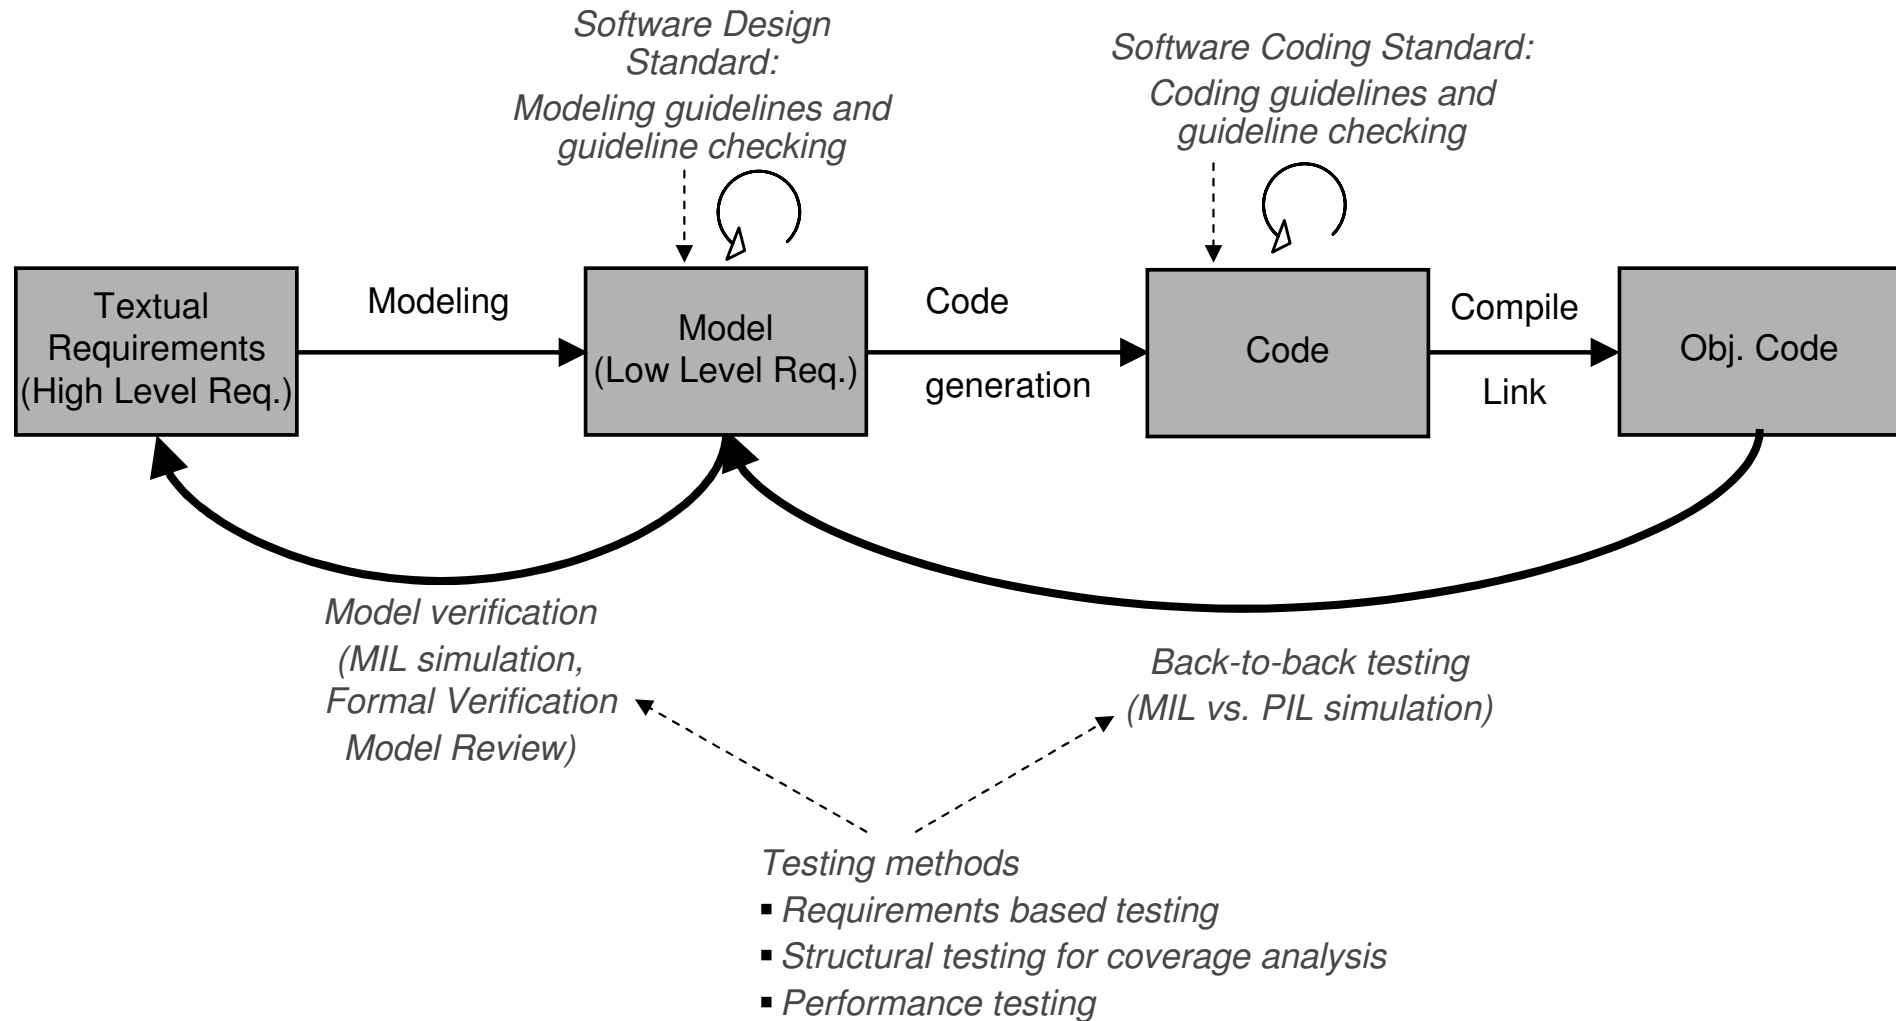 Software Design
Standard:
Modeling guidelines and
guideline checking
Software Coding Standard:
Coding guidelines and
guideline checking
Textual
Requirements
(High Level Req.)
Modeling
Model
(Low Level Req.)
Code
generation
Code
Compile
Link
Obj. Code
Model verification
(MIL simulation,
Formal Verification
Model Review)
Back-to-back testing
(MIL vs. PIL simulation)
Testing methods
▪ Requirements based testing
▪ Structural testing for coverage analysis
▪ Performance testing